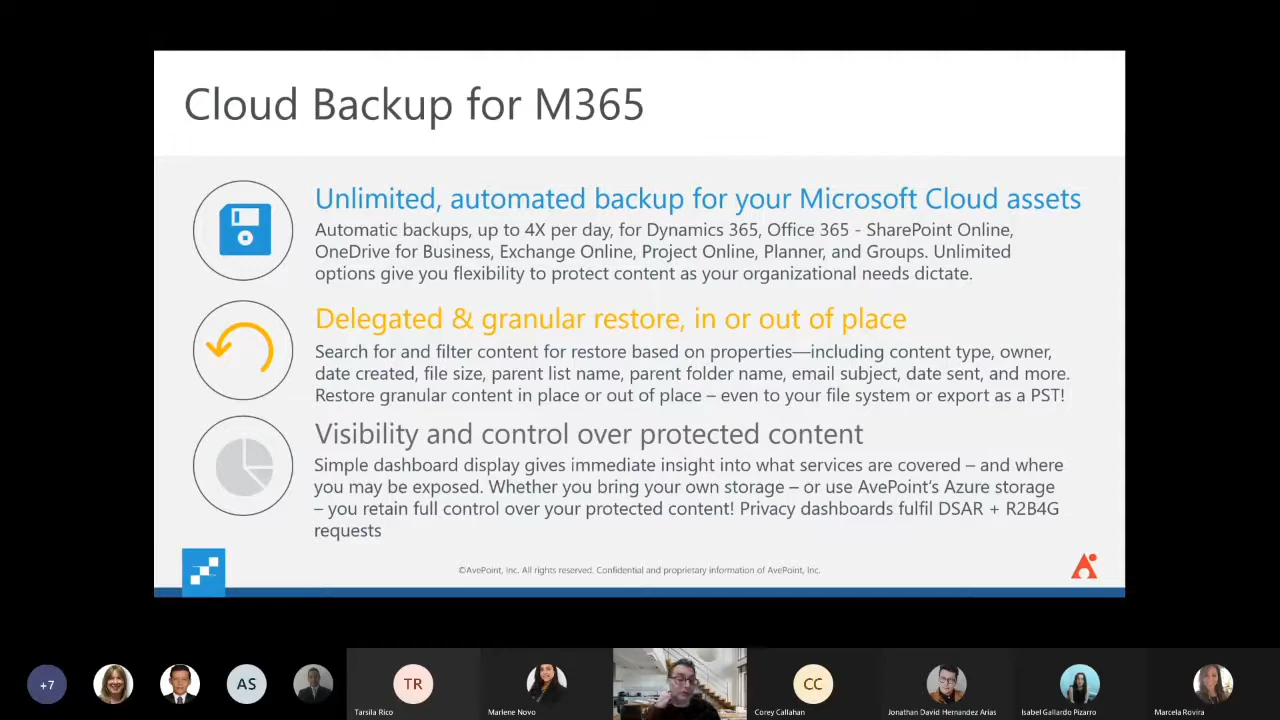 Cloud Backup for M365
Unlimited, automated backup for your Microsoft Cloud assets
Automatic backups, up to 4X per day, for Dynamics 365, Office 365 - SharePoint Online,
OneDrive for Business, Exchange Online, Project Online, Planner, and Groups. Unlimited
options give you flexibility to protect content as your organizational needs dictate.
Delegated & granular restore, in or out of place
Search for and filter content for restore based on properties—including content type, owner,
date created, file size, parent list name, parent folder name, email subject, date sent, and more.
Restore granular content in place or out of place – even to your file system or export as a PST!
Visibility and control over protected content
Simple dashboard display gives immediate insight into what services are covered – and where
you may be exposed. Whether you bring your own storage – or use AvePoint's Azure storage
– you retain full control over your protected content! Privacy dashboards fulfil DSAR + R2B4G
requests
©AvePoint, Inc. All rights reserved. Confidential and proprietary information of AvePoint, Inc.
+7
AS
TR
CC
Tarsila Rico
Marlene Novo
Corey Callahan
Jonathan David Hernandez Arias
Isabel Gallardo Pizarro
Marcela Rovira